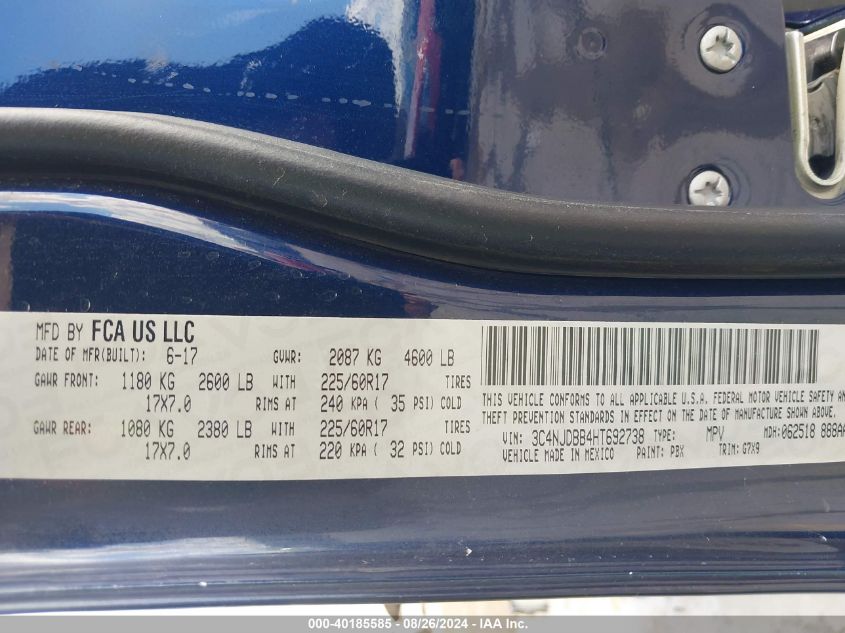 MFD BY FCA US LLC
DATE OF MFR(BUILT): 6-17 GVWR: 2087 KG 4600 LB
GAWR FRONT: 1180 KG 2600 LB WITH 225/60R17 TIRES
17X7.0 RIMS AT 240 KPA ( 35 PSI) COLD
GAWR REAR: 1080 KG 2380 LB WITH 225/60R17 TIRES
17X7.0 RIMS AT 220 KPA ( 32 PSI) COLD
THIS VEHICLE CONFORMS TO ALL APPLICABLE U.S.A. FEDERAL MOTOR VEHICLE SAFETY AN
THEFT PREVENTION STANDARDS IN EFFECT ON THE DATE OF MANUFACTURE SHOWN ABOVE.
VIN: 3C4NJDBB4HT692738 TYPE: MPV MDH: 062518 888AA
VEHICLE MADE IN MEXICO PAINT: PBX TRIM: G7X9
000-40185585 - 08/26/2024 - IAA Inc.